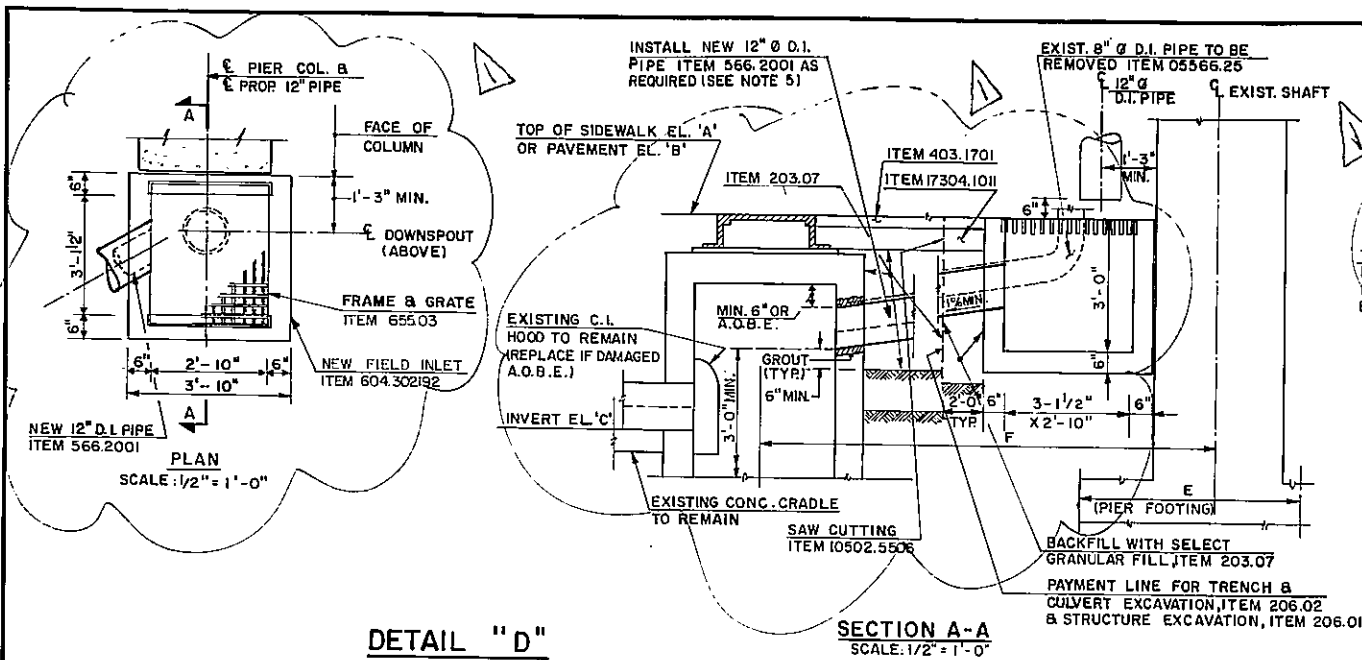 ℄ PIER COL. &
℄ PROP. 12" PIPE
A
FACE OF
COLUMN
6"
1'-3" MIN.
3'-1½"
℄ DOWNSPOUT
(ABOVE)
FRAME & GRATE
ITEM 655.03
6"
6"
2'-10"
6"
3'-10"
NEW FIELD INLET
ITEM 604.302192
A
NEW 12" D.I. PIPE
ITEM 566.2001
PLAN
SCALE: 1/2" = 1'-0"
INSTALL NEW 12" Ø D.I.
PIPE ITEM 566.2001 AS
REQUIRED (SEE NOTE 5)
EXIST. 8" Ø D.I. PIPE TO BE
REMOVED ITEM 05566.25
℄ 12" Ø
D.I. PIPE
℄ EXIST. SHAFT
TOP OF SIDEWALK EL. 'A'
OR PAVEMENT EL. 'B'
ITEM 403.1701
ITEM 17304.1011
ITEM 203.07
1'-3"
MIN.
6"
1% MIN.
3'-0"
MIN. 6" OR
A.O.B.E.
EXISTING C.I.
HOOD TO REMAIN
(REPLACE IF DAMAGED
A.O.B.E.)
GROUT
(TYP.)
6" MIN.
3'-0" MIN.
INVERT EL. 'C'
2'-0"
TYP.
6"
3-1½"
X 2'-10"
6"
6"
F
EXISTING CONC. CRADLE
TO REMAIN
E
(PIER FOOTING)
SAW CUTTING
ITEM 10502.5506
BACKFILL WITH SELECT
GRANULAR FILL, ITEM 203.07
PAYMENT LINE FOR TRENCH &
CULVERT EXCAVATION, ITEM 206.02
& STRUCTURE EXCAVATION, ITEM 206.01
SECTION A-A
SCALE: 1/2" = 1'-0"
DETAIL "D"